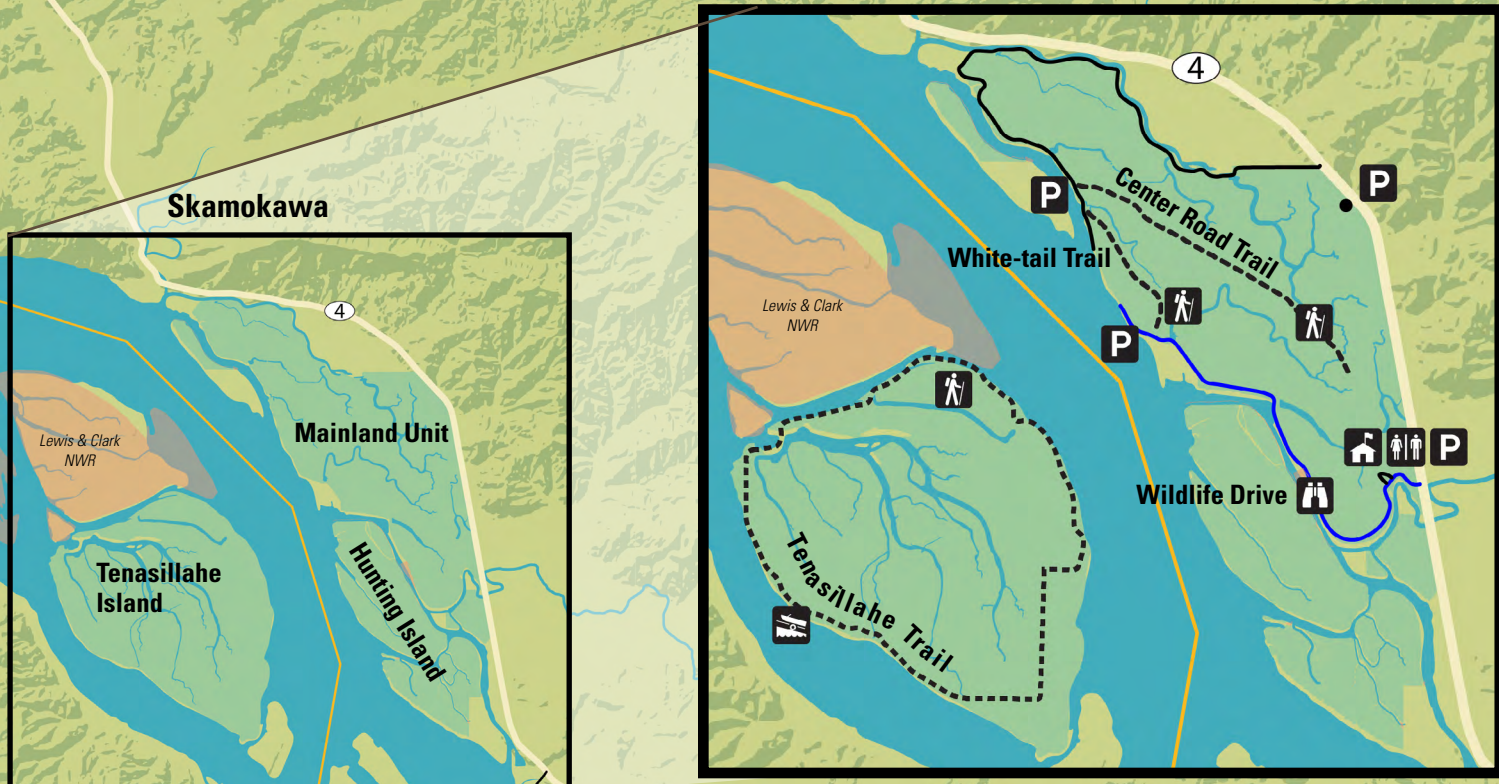 Skamokawa
4
Mainland Unit
Lewis & Clark
NWR
Tenasillahe
Island
Hunting Island
4
P
P
Center Road Trail
White-tail Trail
Lewis & Clark
NWR
P
P
Wildlife Drive
Tenasillahe Trail